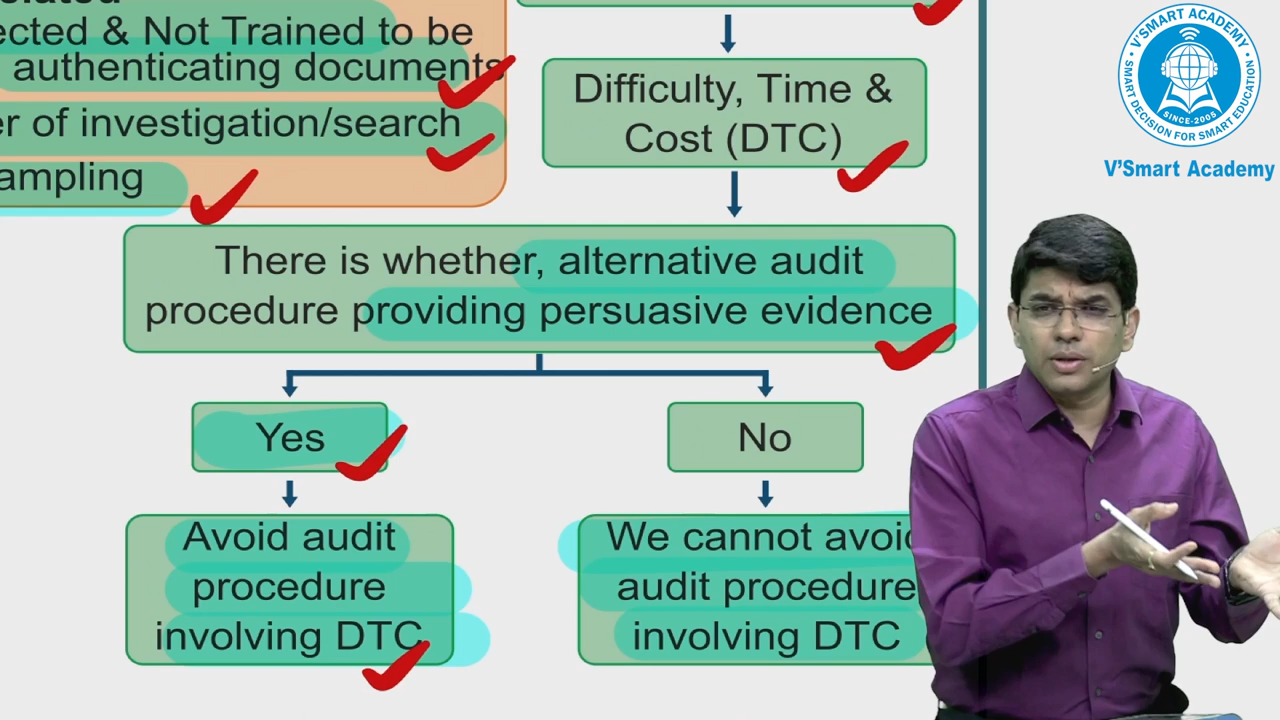 ected & Not Trained to be
authenticating documents
er of investigation/search
ampling
Difficulty, Time &
Cost (DTC)
There is whether, alternative audit
procedure providing persuasive evidence
Yes
No
Avoid audit
procedure
involving DTC
We cannot avoid
audit procedure
involving DTC
V'SMART ACADEMY
SINCE-2005
SMART DECISION FOR SMART EDUCATION
V'Smart Academy